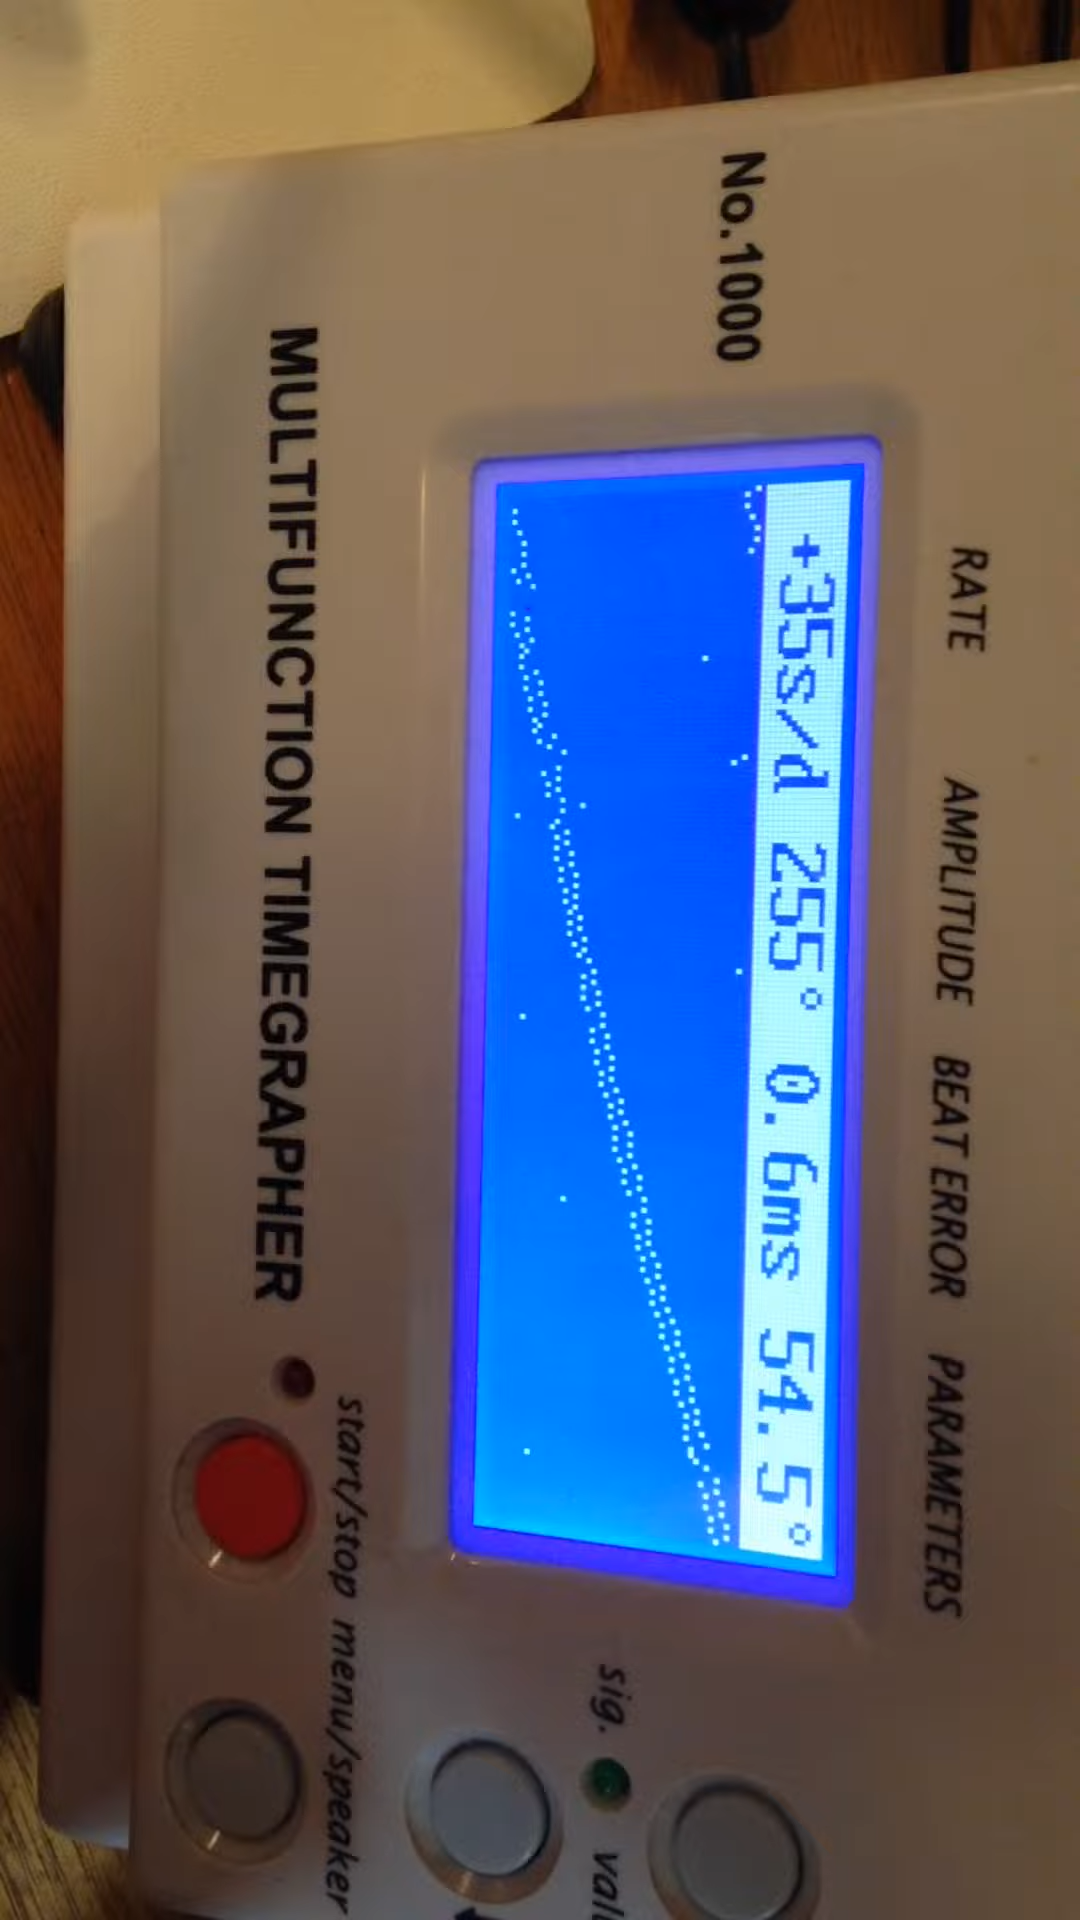 RATE AMPLITUDE BEAT ERROR PARAMETERS
No.1000
+35s/d 255° 0.6ms 54.5°
sig.
start/stop menu/speaker
MULTIFUNCTION TIMEGRAPHER